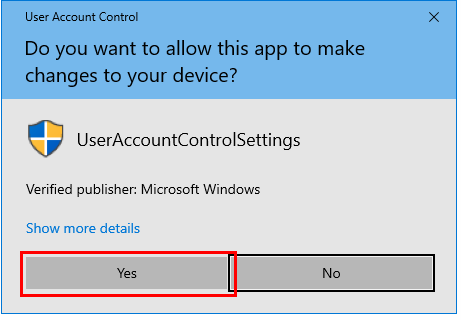 User Account Control
Do you want to allow this app to make
changes to your device?
UserAccountControlSettings
Verified publisher: Microsoft Windows
Show more details
Yes
No